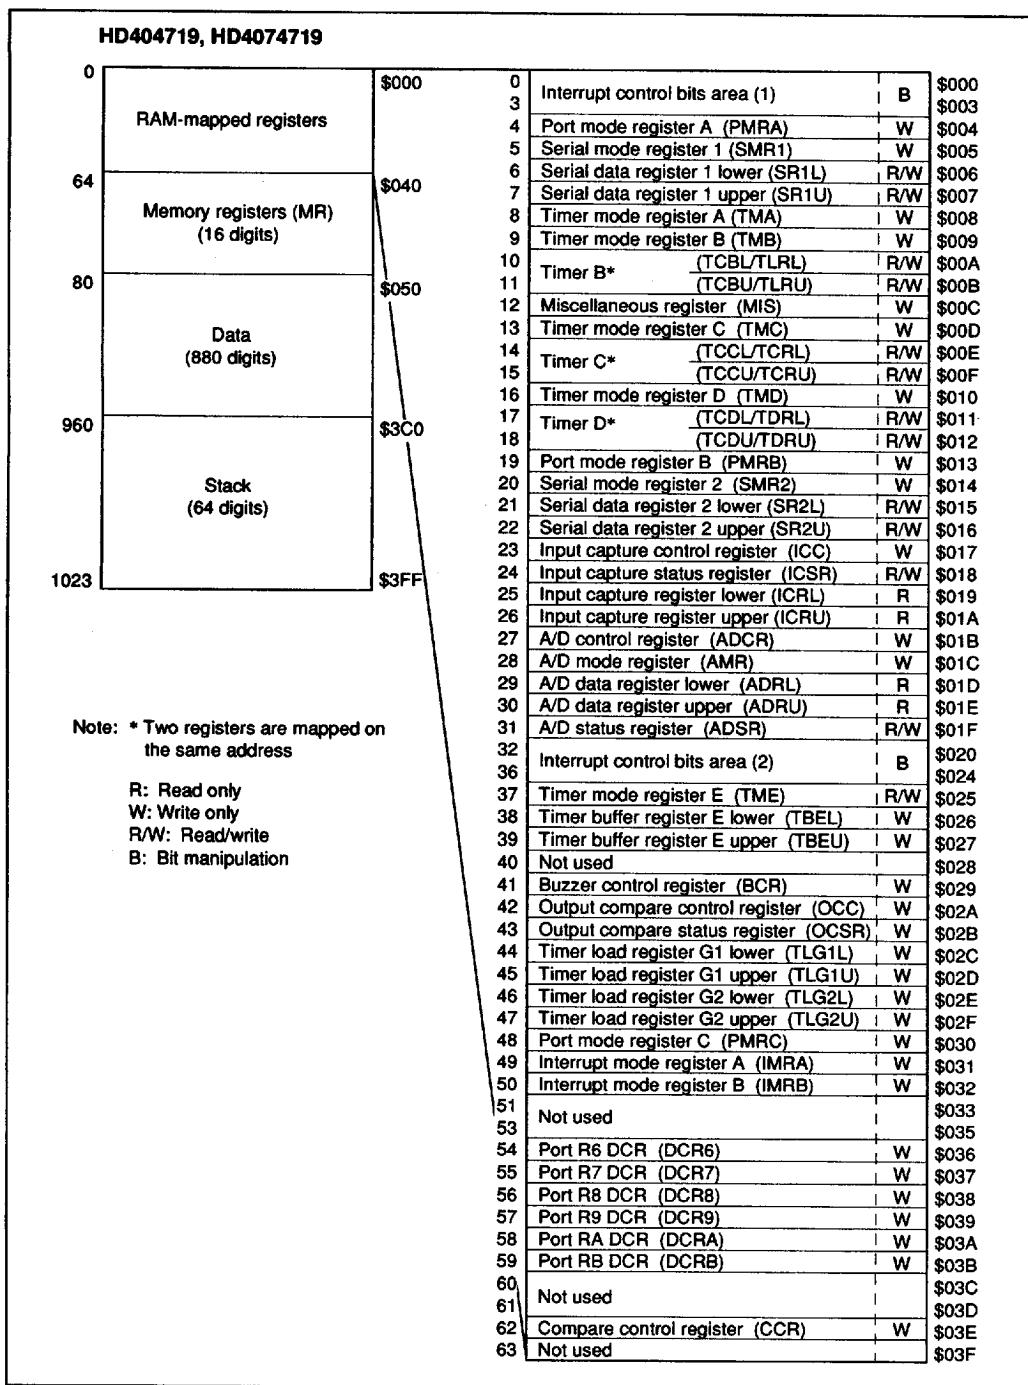 HD404719, HD4074719
0 $000
RAM-mapped registers
64 $040
Memory registers (MR)
(16 digits)
80 $050
Data
(880 digits)
960 $3C0
Stack
(64 digits)
1023 $3FF
Note: * Two registers are mapped on
the same address
R: Read only
W: Write only
R/W: Read/write
B: Bit manipulation
0 $000
Interrupt control bits area (1) B
3 $003
4 Port mode register A (PMRA) W $004
5 Serial mode register 1 (SMR1) W $005
6 Serial data register 1 lower (SR1L) R/W $006
7 Serial data register 1 upper (SR1U) R/W $007
8 Timer mode register A (TMA) W $008
9 Timer mode register B (TMB) W $009
10 (TCBL/TLRL) R/W $00A
Timer B*
11 (TCBU/TLRU) R/W $00B
12 Miscellaneous register (MIS) W $00C
13 Timer mode register C (TMC) W $00D
14 (TCCL/TCRL) R/W $00E
Timer C*
15 (TCCU/TCRU) R/W $00F
16 Timer mode register D (TMD) W $010
17 (TCDL/TDRL) R/W $011
Timer D*
18 (TCDU/TDRU) R/W $012
19 Port mode register B (PMRB) W $013
20 Serial mode register 2 (SMR2) W $014
21 Serial data register 2 lower (SR2L) R/W $015
22 Serial data register 2 upper (SR2U) R/W $016
23 Input capture control register (ICC) W $017
24 Input capture status register (ICSR) R/W $018
25 Input capture register lower (ICRL) R $019
26 Input capture register upper (ICRU) R $01A
27 A/D control register (ADCR) W $01B
28 A/D mode register (AMR) W $01C
29 A/D data register lower (ADRL) R $01D
30 A/D data register upper (ADRU) R $01E
31 A/D status register (ADSR) R/W $01F
32 $020
Interrupt control bits area (2) B
36 $024
37 Timer mode register E (TME) R/W $025
38 Timer buffer register E lower (TBEL) W $026
39 Timer buffer register E upper (TBEU) W $027
40 Not used $028
41 Buzzer control register (BCR) W $029
42 Output compare control register (OCC) W $02A
43 Output compare status register (OCSR) W $02B
44 Timer load register G1 lower (TLG1L) W $02C
45 Timer load register G1 upper (TLG1U) W $02D
46 Timer load register G2 lower (TLG2L) W $02E
47 Timer load register G2 upper (TLG2U) W $02F
48 Port mode register C (PMRC) W $030
49 Interrupt mode register A (IMRA) W $031
50 Interrupt mode register B (IMRB) W $032
51 $033
Not used
53 $035
54 Port R6 DCR (DCR6) W $036
55 Port R7 DCR (DCR7) W $037
56 Port R8 DCR (DCR8) W $038
57 Port R9 DCR (DCR9) W $039
58 Port RA DCR (DCRA) W $03A
59 Port RB DCR (DCRB) W $03B
60 $03C
Not used
61 $03D
62 Compare control register (CCR) W $03E
63 Not used $03F